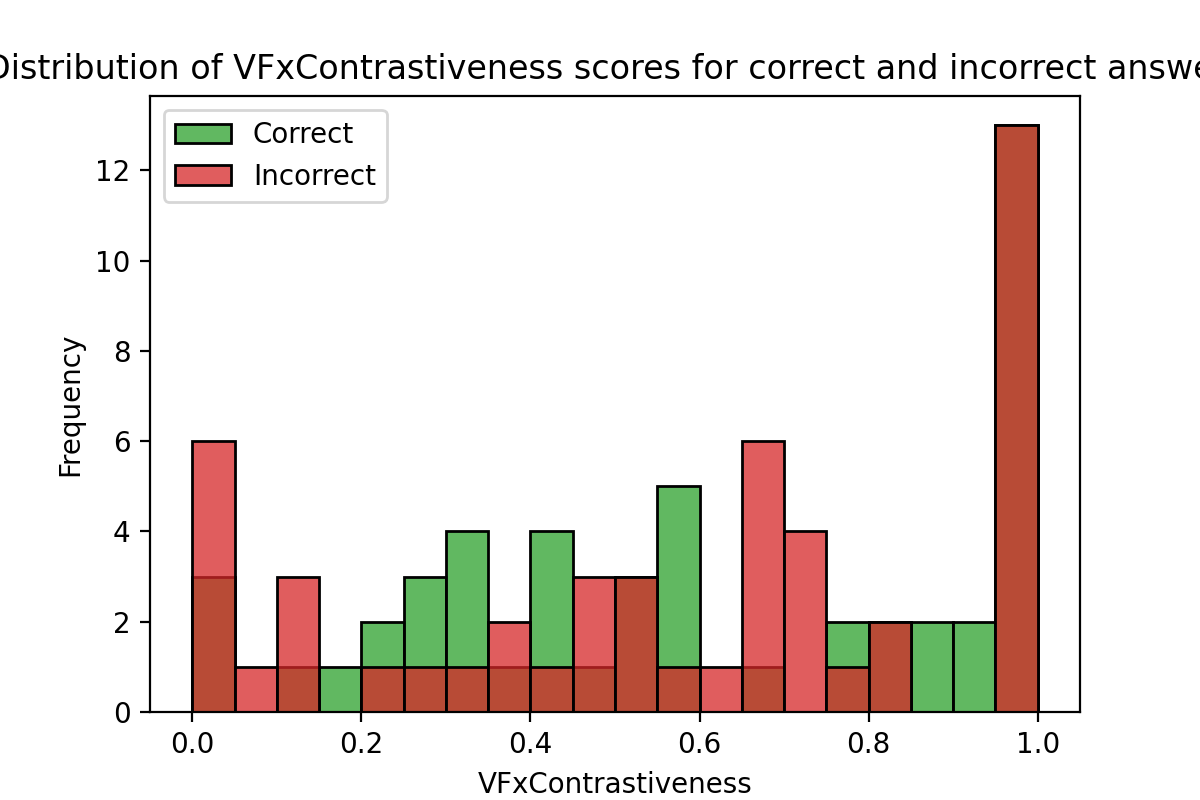 Distribution of VFxContrastiveness scores for correct and incorrect answe
Correct
Incorrect
12
10
8
6
4
2
0
Frequency
0.0 0.2 0.4 0.6 0.8 1.0
VFxContrastiveness